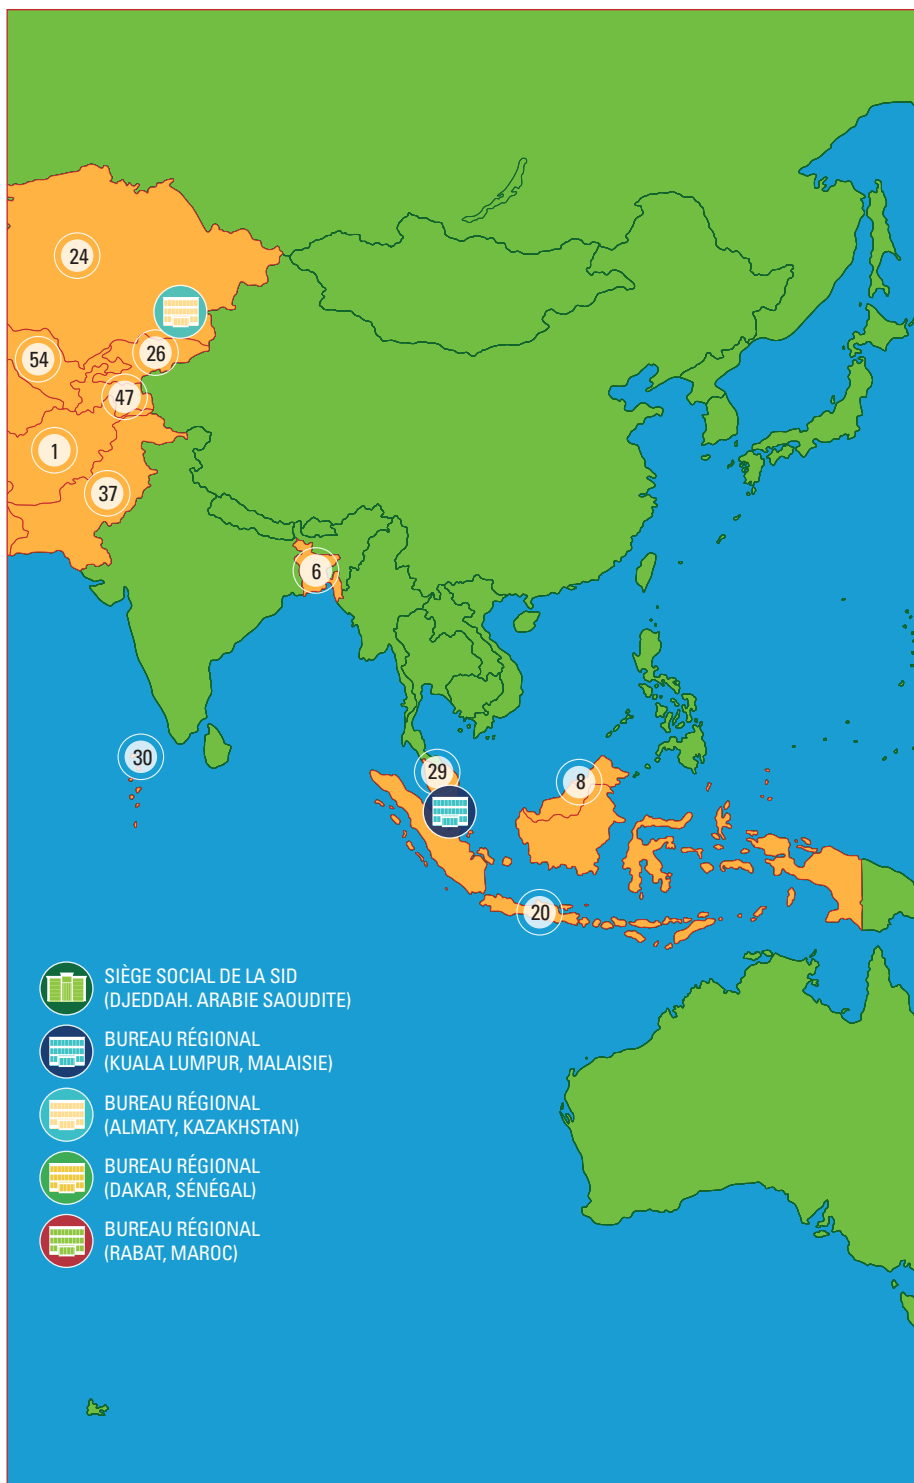 24
54
26
47
1
37
6
30
29
8
20
SIÈGE SOCIAL DE LA SID
(DJEDDAH. ARABIE SAOUDITE)
BUREAU RÉGIONAL
(KUALA LUMPUR, MALAISIE)
BUREAU RÉGIONAL
(ALMATY, KAZAKHSTAN)
BUREAU RÉGIONAL
(DAKAR, SÉNÉGAL)
BUREAU RÉGIONAL
(RABAT, MAROC)